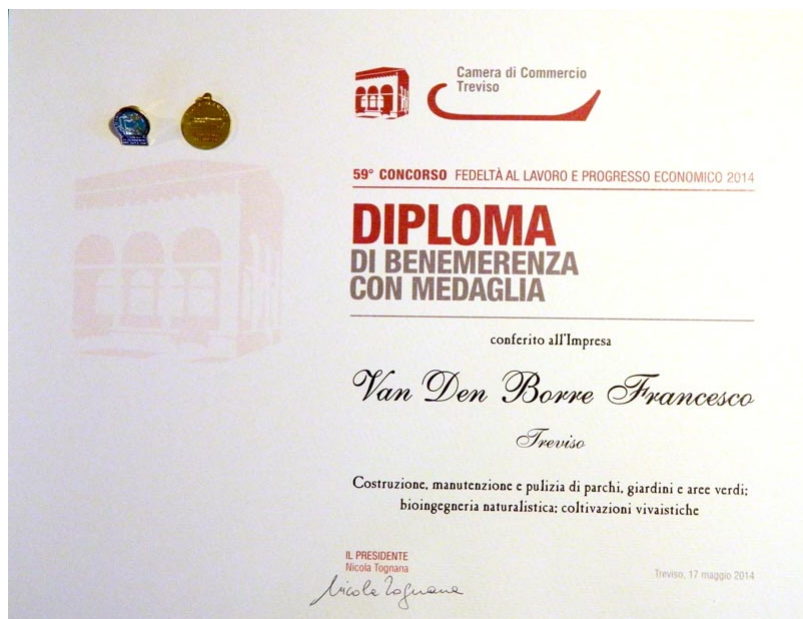 Camera di Commercio
Treviso
59° CONCORSO FEDELTÀ AL LAVORO E PROGRESSO ECONOMICO 2014
DIPLOMA
DI BENEMERENZA
CON MEDAGLIA
conferito all'Impresa
Van Den Borre Francesco
Treviso
Costruzione, manutenzione e pulizia di parchi, giardini e aree verdi;
bioingegneria naturalistica; coltivazioni vivaistiche
IL PRESIDENTE
Nicola Tognana
Nicola Tognana
Treviso, 17 maggio 2014